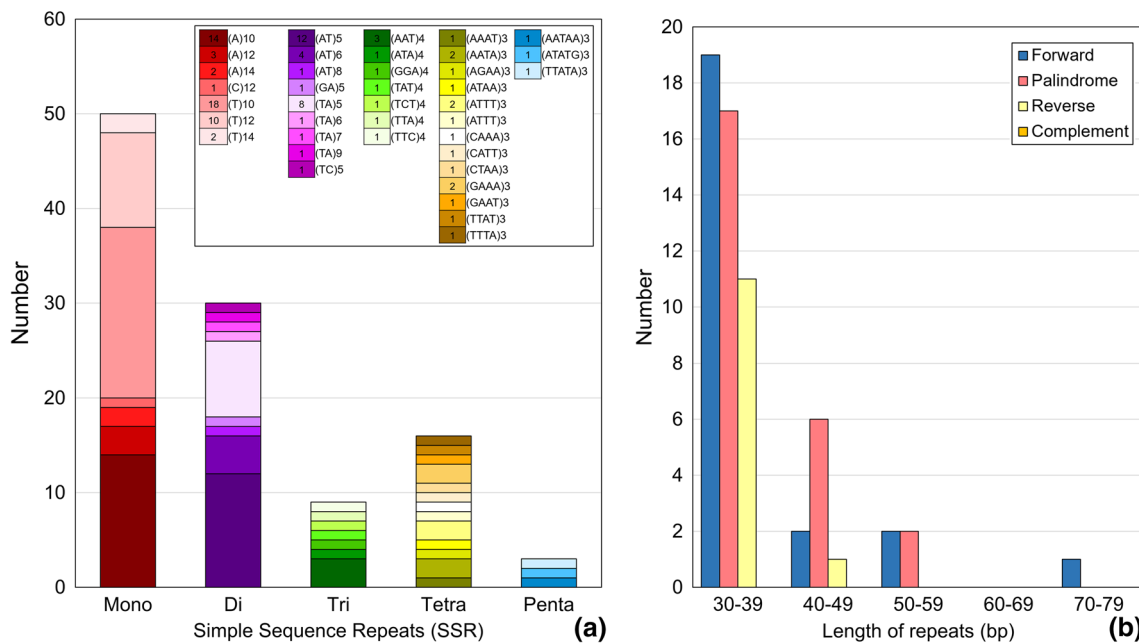 60
50
40
30
20
10
0
Number
14 (A)10
3 (A)12
2 (A)14
1 (C)12
18 (T)10
10 (T)12
2 (T)14
12 (AT)5
4 (AT)6
1 (AT)8
1 (GA)5
8 (TA)5
1 (TA)6
1 (TA)7
1 (TA)9
1 (TC)5
3 (AAT)4
1 (ATA)4
1 (GGA)4
1 (TAT)4
1 (TCT)4
1 (TTA)4
1 (TTC)4
1 (AAAT)3
2 (AATA)3
1 (AGAA)3
1 (ATAA)3
2 (ATTT)3
1 (ATTT)3
1 (CAAA)3
1 (CATT)3
1 (CTAA)3
2 (GAAA)3
1 (GAAT)3
1 (TTAT)3
1 (TTTA)3
1 (AATAA)3
1 (ATATG)3
1 (TTATA)3
Mono Di Tri Tetra Penta
Simple Sequence Repeats (SSR)
(a)
20
18
16
14
12
10
8
6
4
2
0
Number
Forward
Palindrome
Reverse
Complement
30-39 40-49 50-59 60-69 70-79
Length of repeats (bp)
(b)